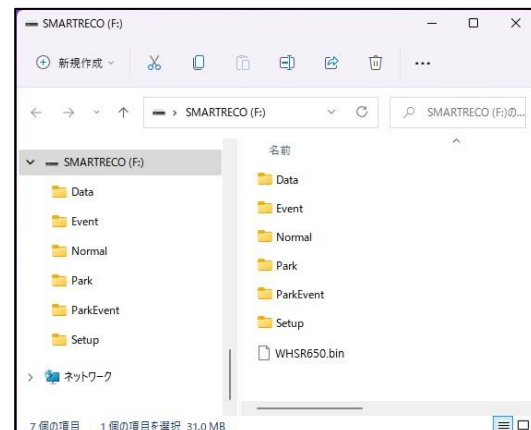 SMARTRECO (F:)
新規作成
SMARTRECO (F:)
SMARTRECO (F:)の...
SMARTRECO (F:)
Data
Event
Normal
Park
ParkEvent
Setup
ネットワーク
名前
Data
Event
Normal
Park
ParkEvent
Setup
WHSR650.bin
7 個の項目 1 個の項目を選択 31.0 MB